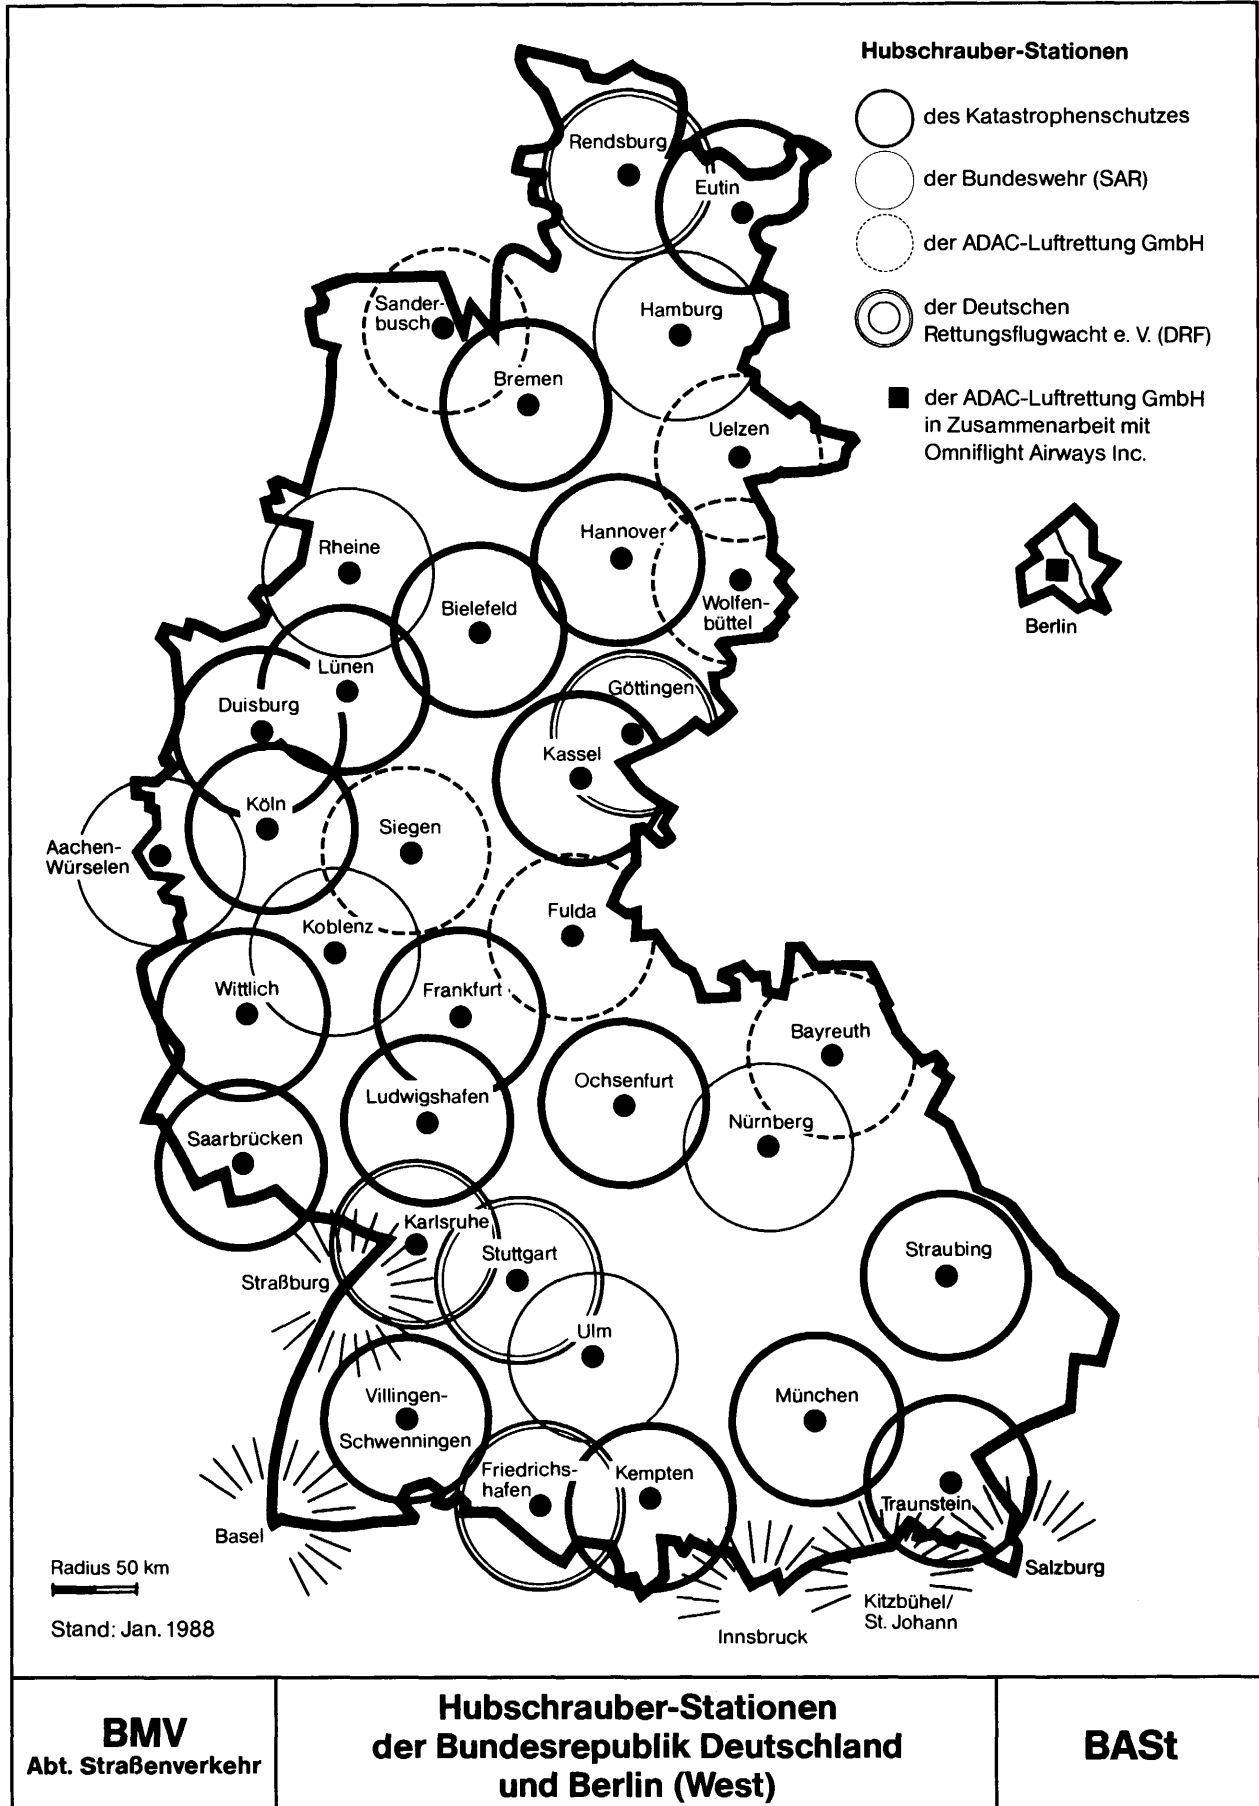 Hubschrauber-Stationen
des Katastrophenschutzes
der Bundeswehr (SAR)
der ADAC-Luftrettung GmbH
der Deutschen
Rettungsflugwacht e. V. (DRF)
der ADAC-Luftrettung GmbH
in Zusammenarbeit mit
Omniflight Airways Inc.
Rendsburg
Eutin
Sander-
busch
Hamburg
Bremen
Uelzen
Hannover
Rheine
Wolfen-
büttel
Bielefeld
Berlin
Lünen
Göttingen
Duisburg
Kassel
Köln
Siegen
Aachen-
Würselen
Fulda
Koblenz
Wittlich
Frankfurt
Bayreuth
Ochsenfurt
Ludwigshafen
Nürnberg
Saarbrücken
Karlsruhe
Stuttgart
Straubing
Straßburg
Ulm
Villingen-
Schwenningen
München
Friedrichs-
hafen
Kempten
Traunstein
Basel
Salzburg
Kitzbühel/
St. Johann
Innsbruck
Radius 50 km
Stand: Jan. 1988
BMV
Abt. Straßenverkehr
Hubschrauber-Stationen
der Bundesrepublik Deutschland
und Berlin (West)
BASt